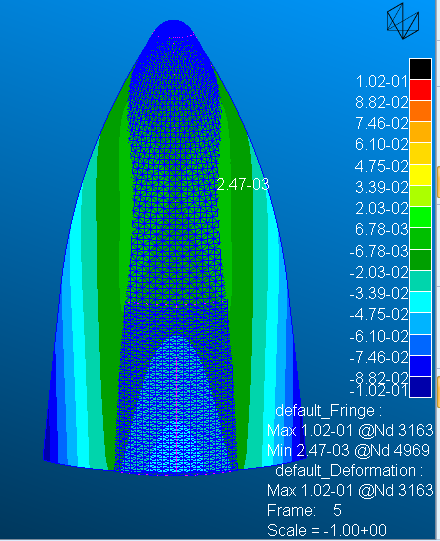 1.02-01
8.82-02
7.46-02
6.10-02
4.75-02
2.47-03
3.39-02
2.03-02
6.78-03
-6.78-03
-2.03-02
-3.39-02
-4.75-02
-6.10-02
-7.46-02
-8.82-02
-1.02-01
default_Fringe :
Max 1.02-01 @Nd 3163
Min 2.47-03 @Nd 4969
default_Deformation :
Max 1.02-01 @Nd 3163
Frame: 5
Scale = -1.00+00